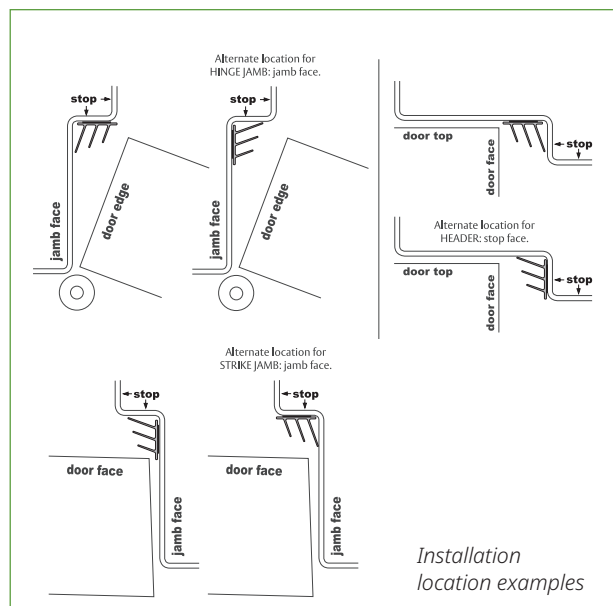 Alternate location for
HINGE JAMB: jamb face.
stop
jamb face
door edge
stop
jamb face
door edge
door top
door face
stop
Alternate location for
HEADER: stop face.
door top
door face
stop
Alternate location for
STRIKE JAMB: jamb face.
stop
door face
jamb face
stop
door face
jamb face
Installation
location examples